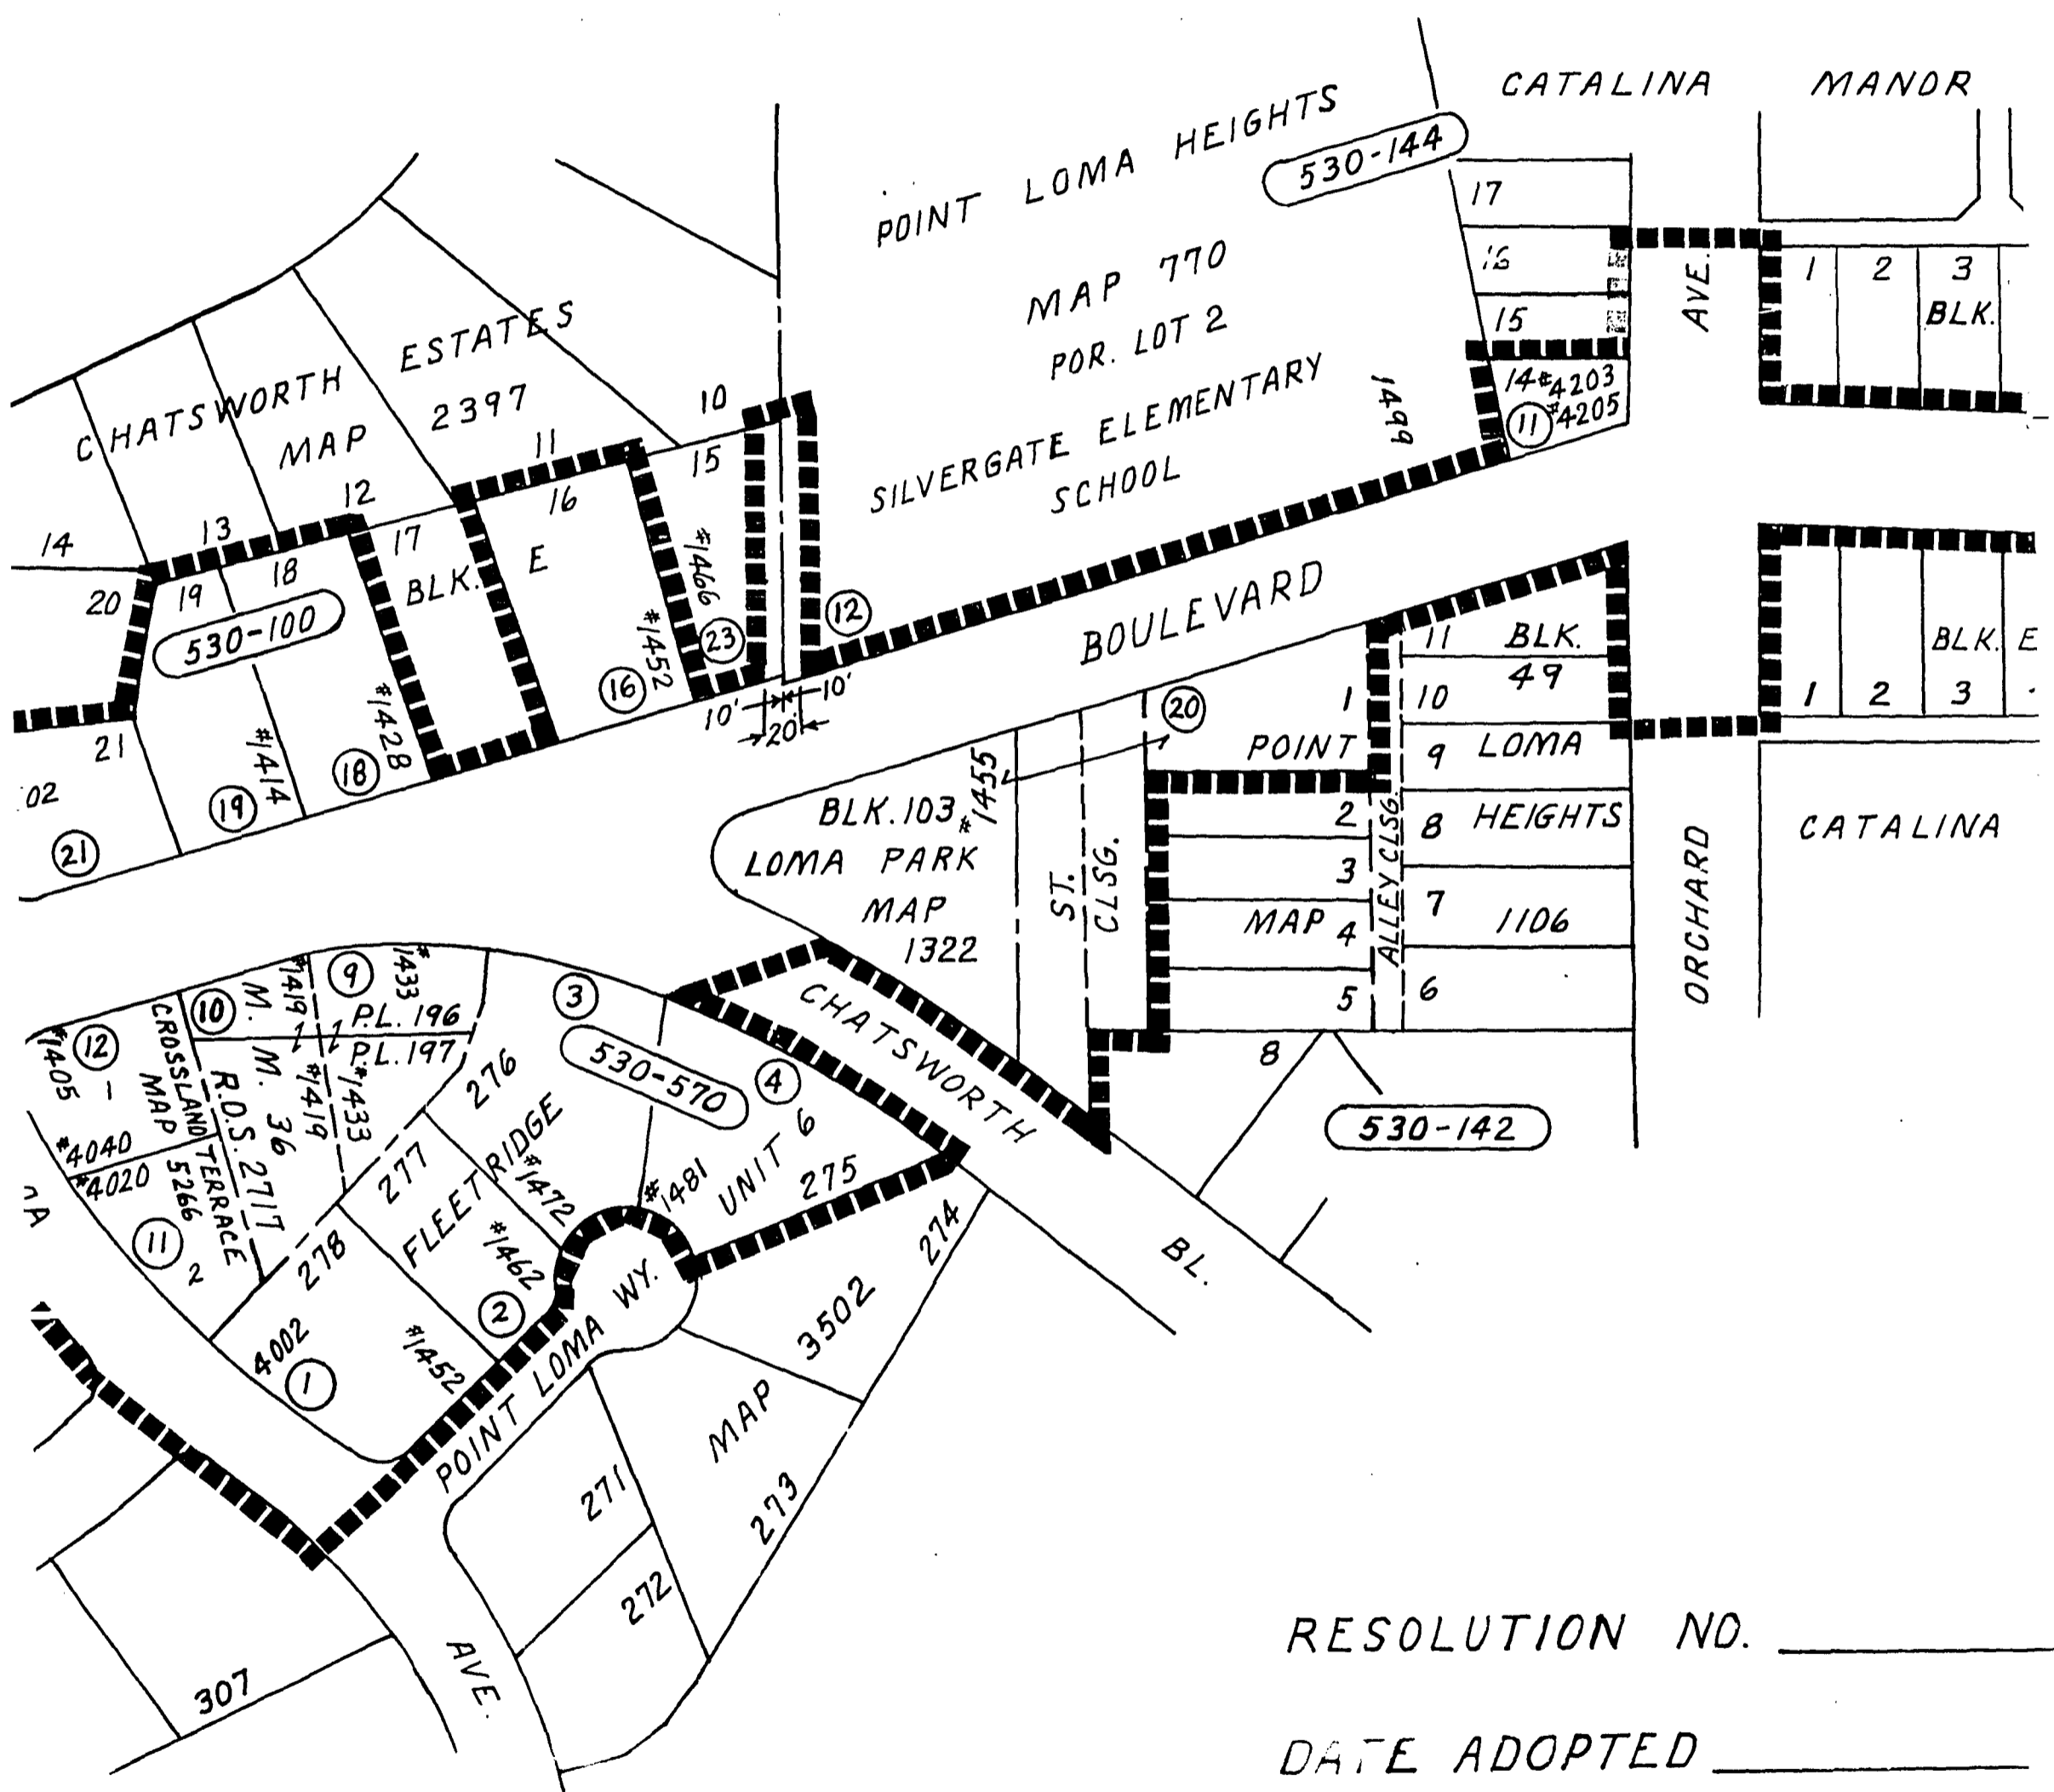 CATALINA MANOR
POINT LOMA HEIGHTS
530-144
MAP 770
POR. LOT 2
SILVERGATE ELEMENTARY
SCHOOL
1499
17
16
15
14 #4203
#4205
11
AVE.
1 2 3
BLK.
CHATSWORTH ESTATES
MAP 2397
10
11
12
13
14
15
16
17
18
19
20
21
BLK. E
530-100
#1466
#1452
#1428
#1414
23
16
18
19
21
02
12
10'
10'
20'
BOULEVARD
20
#1455
BLK. 103
LOMA PARK
MAP
1322
ST.
CLSG.
POINT LOMA
HEIGHTS
MAP 1106
1
2
3
4
5
ALLEY CLSG.
11 BLK.
49
10
9
8
7
6
8
530-142
ORCHARD
BLK. E
1 2 3
CATALINA
CHATSWORTH
BL.
9
#1433
#1419
10
M.
P.L. 196
P.L. 197
M. 36
#1419
#1433
R.O.S. 2717
12
1
#1405
CROSSLAND TERRACE
MAP 5266
#4040
#4020
11
2
NA
3
530-570
4
276
277
278
FLEET RIDGE
UNIT 6
#1472
#1462
#1481
275
274
2
4002
1
#1452
POINT LOMA WY.
MAP 3502
271
272
273
307
AVE.
RESOLUTION NO.
DATE ADOPTED